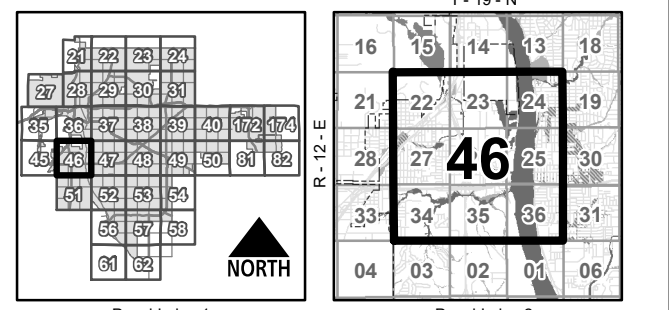 21 22 23 24
27 28 29 30 31
35 36 37 38 39 40 172 174
45 46 47 48 49 50 81 82
51 52 53 54
56 57 58
61 62
NORTH
R - 12 - E
16 15 14 13 18
21 22 23 24 19
28 27 46 25 30
33 34 35 36 31
04 03 02 01 06